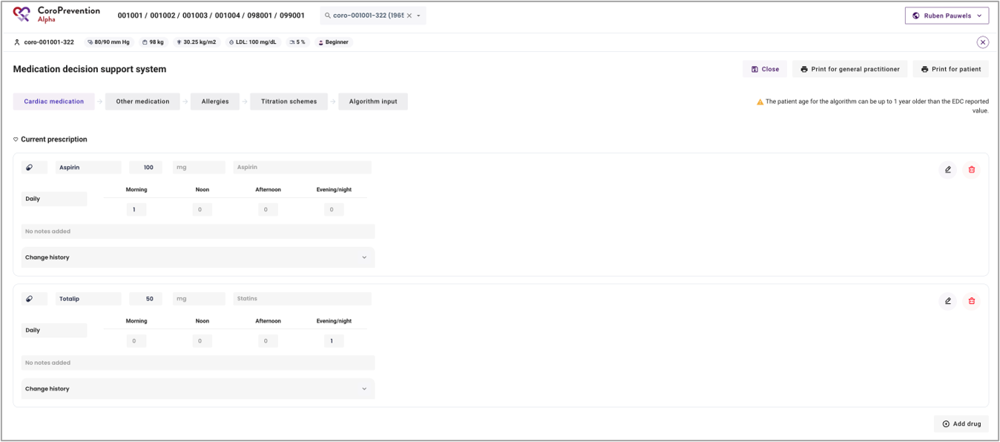 CoroPrevention
Alpha
001001 / 001002 / 001003 / 001004 / 098001 / 099001
coro-001001-322 (1965
Ruben Pauwels
coro-001001-322
80/90 mm Hg
98 kg
30.25 kg/m2
LDL: 100 mg/dL
5 %
Beginner
Medication decision support system
Close
Print for general practitioner
Print for patient
Cardiac medication
Other medication
Allergies
Titration schemes
Algorithm input
The patient age for the algorithm can be up to 1 year older than the EDC reported
value.
Current prescription
Aspirin 100 mg Aspirin
Morning Noon Afternoon Evening/night
Daily
1 0 0 0
No notes added
Change history
Totalip 50 mg Statins
Morning Noon Afternoon Evening/night
Daily
0 0 0 1
No notes added
Change history
Add drug